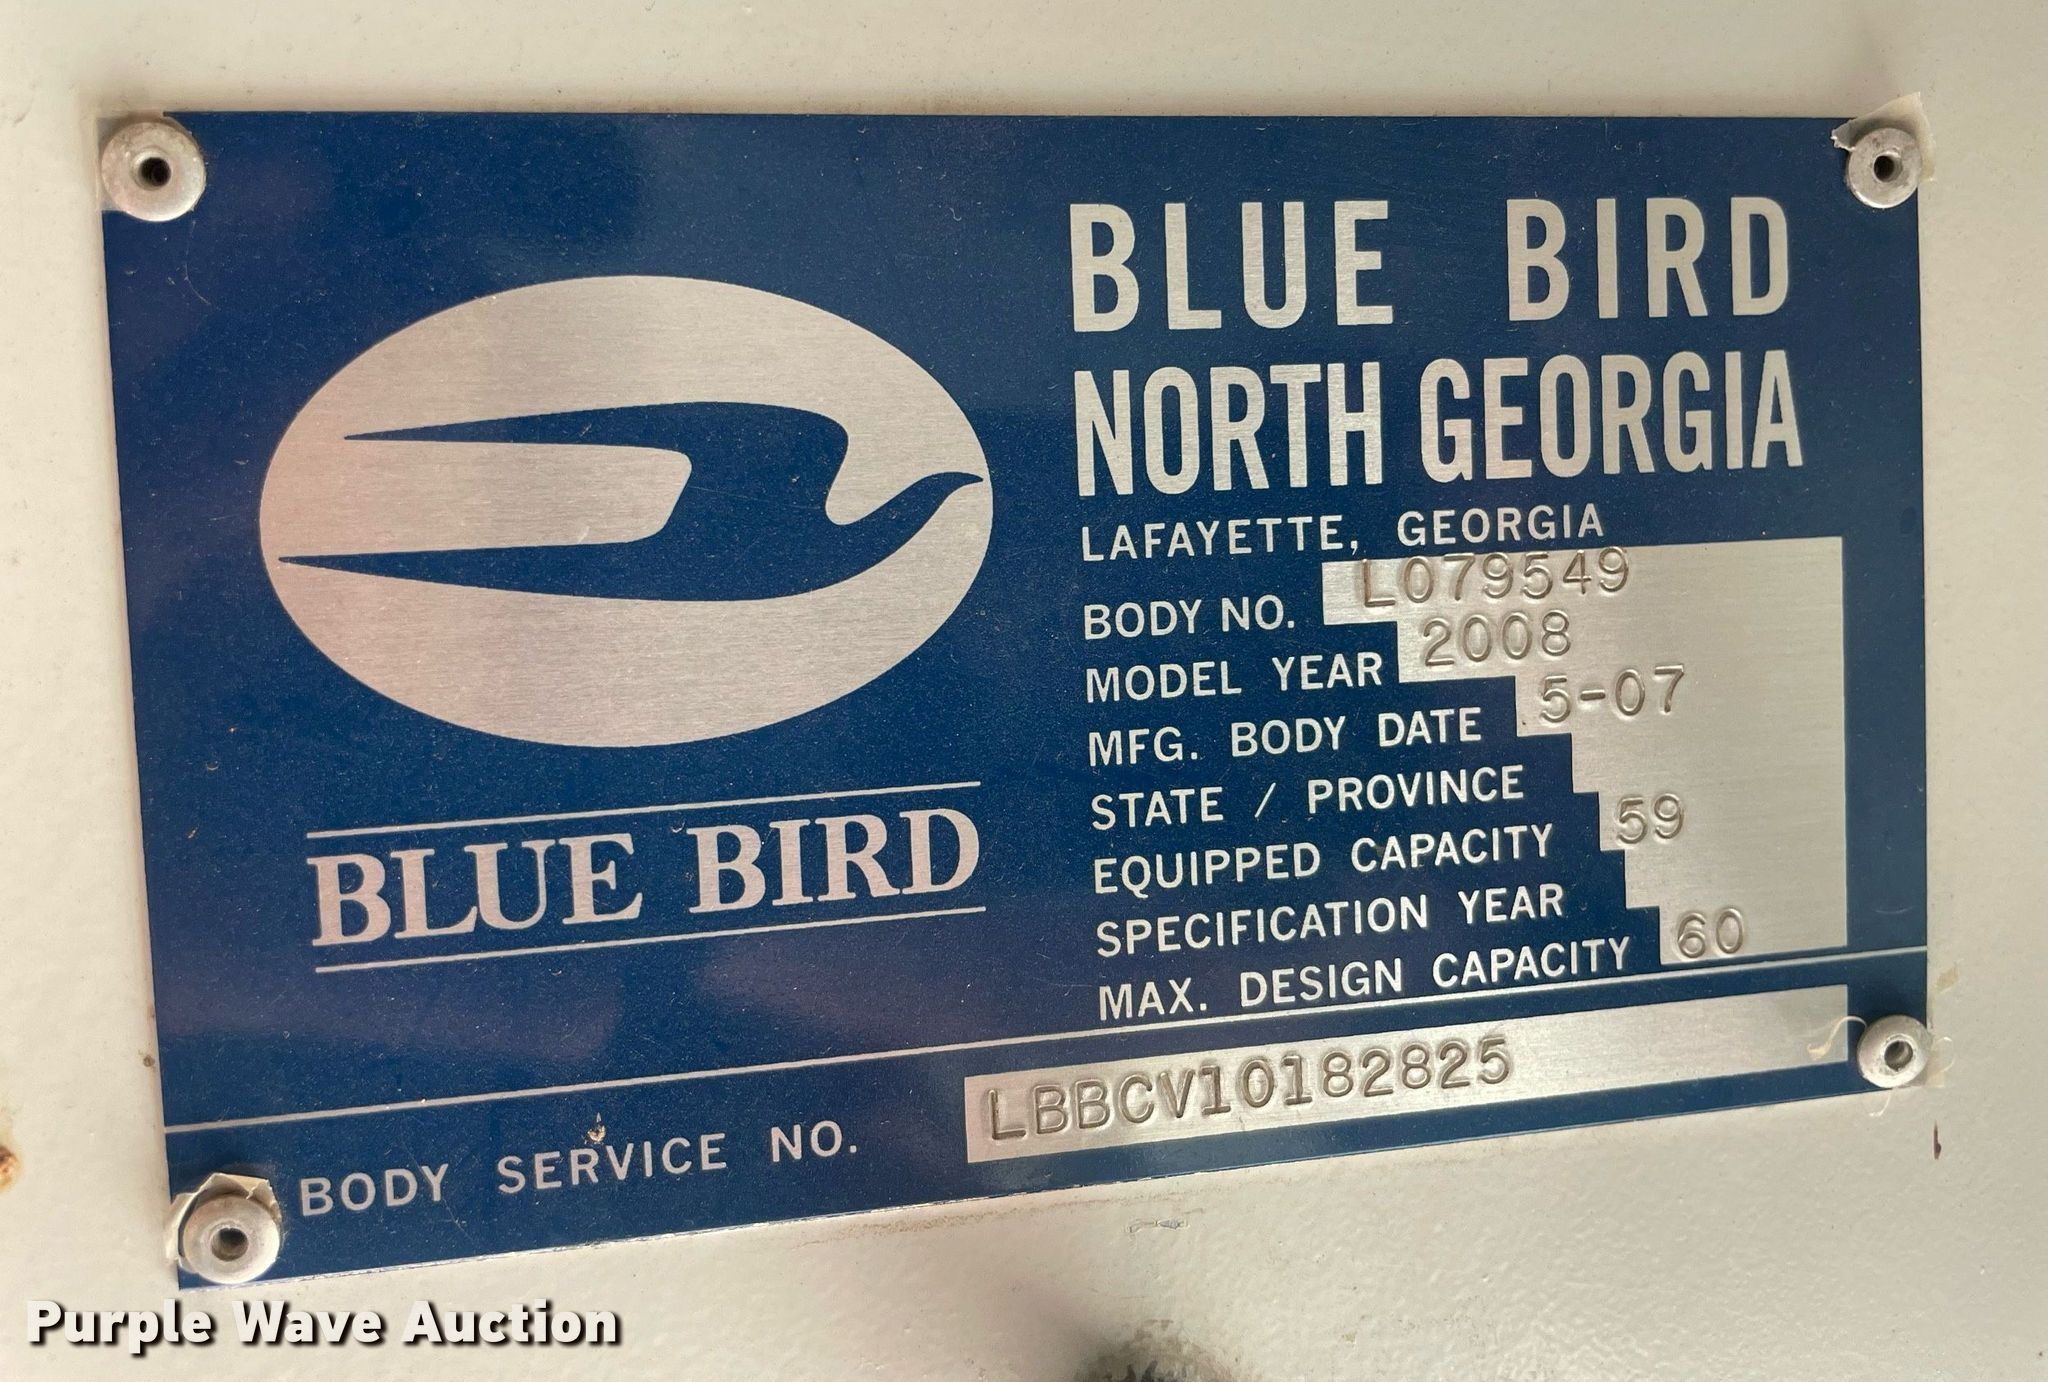 BLUE BIRD
NORTH GEORGIA
LAFAYETTE, GEORGIA
BODY NO. L079549
MODEL YEAR 2008
MFG. BODY DATE 5-07
STATE / PROVINCE
EQUIPPED CAPACITY 59
SPECIFICATION YEAR
MAX. DESIGN CAPACITY 60
BLUE BIRD
BODY SERVICE NO. LBBCV10182825
Purple Wave Auction